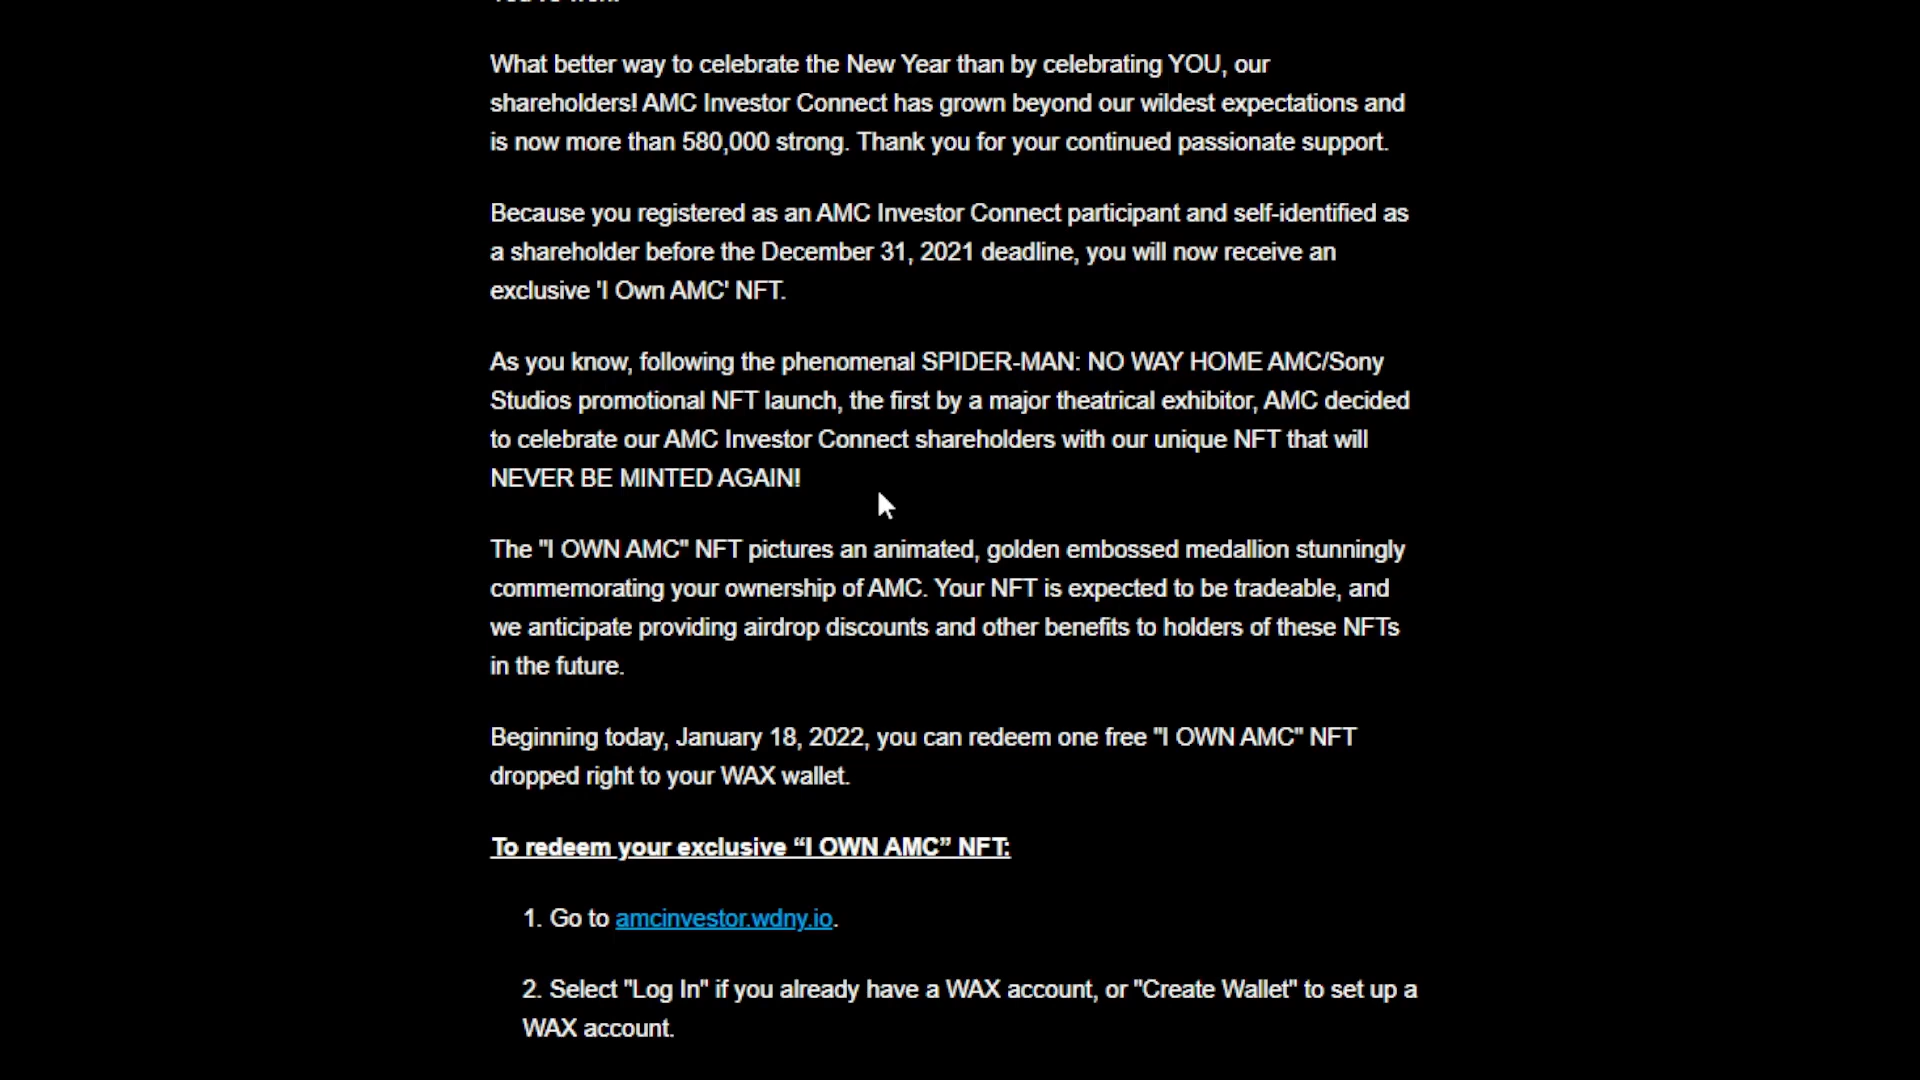 What better way to celebrate the New Year than by celebrating YOU, our
shareholders! AMC Investor Connect has grown beyond our wildest expectations and
is now more than 580,000 strong. Thank you for your continued passionate support.
Because you registered as an AMC Investor Connect participant and self-identified as
a shareholder before the December 31, 2021 deadline, you will now receive an
exclusive 'I Own AMC' NFT.
As you know, following the phenomenal SPIDER-MAN: NO WAY HOME AMC/Sony
Studios promotional NFT launch, the first by a major theatrical exhibitor, AMC decided
to celebrate our AMC Investor Connect shareholders with our unique NFT that will
NEVER BE MINTED AGAIN!
The "I OWN AMC" NFT pictures an animated, golden embossed medallion stunningly
commemorating your ownership of AMC. Your NFT is expected to be tradeable, and
we anticipate providing airdrop discounts and other benefits to holders of these NFTs
in the future.
Beginning today, January 18, 2022, you can redeem one free "I OWN AMC" NFT
dropped right to your WAX wallet.
To redeem your exclusive “I OWN AMC” NFT:
1. Go to amcinvestor.wdny.io.
2. Select "Log In" if you already have a WAX account, or "Create Wallet" to set up a
WAX account.